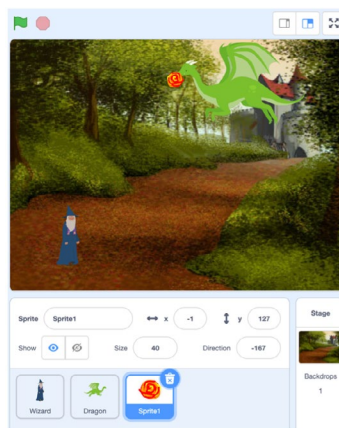 Sprite Sprite1 x -1 y 127
Show Size 40 Direction -167
Stage
Backdrops
1
Wizard Dragon Sprite1